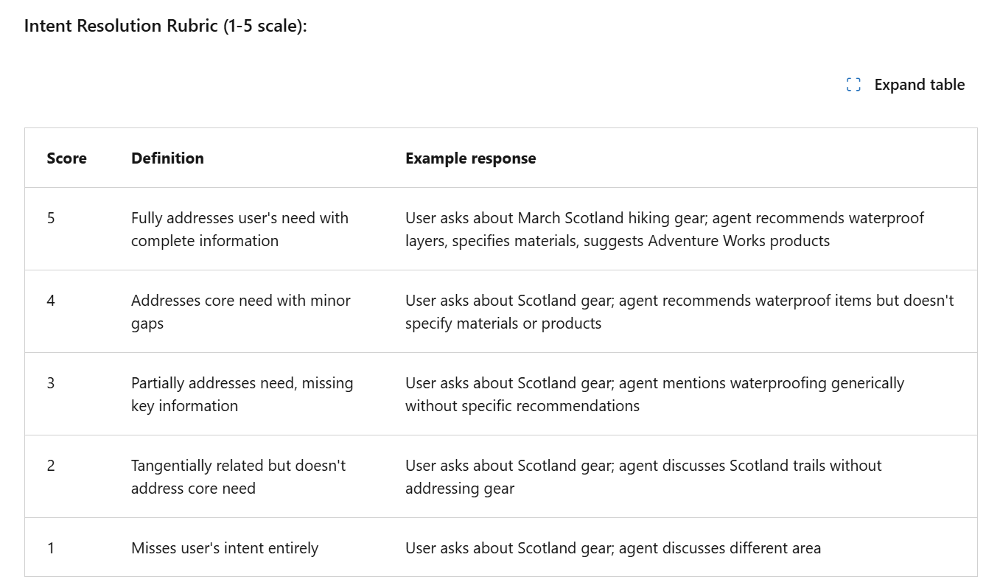 Intent Resolution Rubric (1-5 scale):
Expand table
Score Definition Example response
5 Fully addresses user's need with complete information User asks about March Scotland hiking gear; agent recommends waterproof layers, specifies materials, suggests Adventure Works products
4 Addresses core need with minor gaps User asks about Scotland gear; agent recommends waterproof items but doesn't specify materials or products
3 Partially addresses need, missing key information User asks about Scotland gear; agent mentions waterproofing generically without specific recommendations
2 Tangentially related but doesn't address core need User asks about Scotland gear; agent discusses Scotland trails without addressing gear
1 Misses user's intent entirely User asks about Scotland gear; agent discusses different area